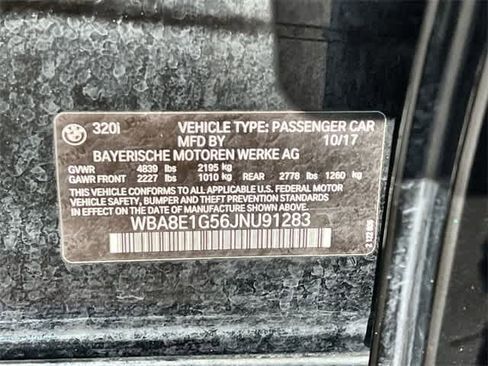 320i VEHICLE TYPE: PASSENGER CAR
MFD BY 10/17
BAYERISCHE MOTOREN WERKE AG
GVWR 4839 lbs 2195 kg
GAWR FRONT 2227 lbs 1010 kg REAR 2778 lbs 1260 kg
THIS VEHICLE CONFORMS TO ALL APPLICABLE U.S. FEDERAL MOTOR
VEHICLE SAFETY, BUMPER AND THEFT PREVENTION STANDARDS
IN EFFECT ON THE DATE OF MANUFACTURE SHOWN ABOVE.
WBA8E1G56JNU91283